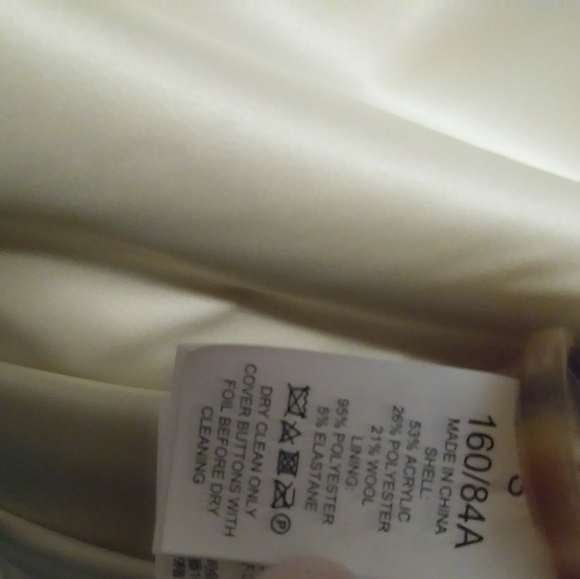 S
160/84A
MADE IN CHINA
SHELL:
53% ACRYLIC
26% POLYESTER
21% WOOL
LINING:
95% POLYESTER
5% ELASTANE
P
DRY CLEAN ONLY
COVER BUTTONS WITH
FOIL BEFORE DRY
CLEANING